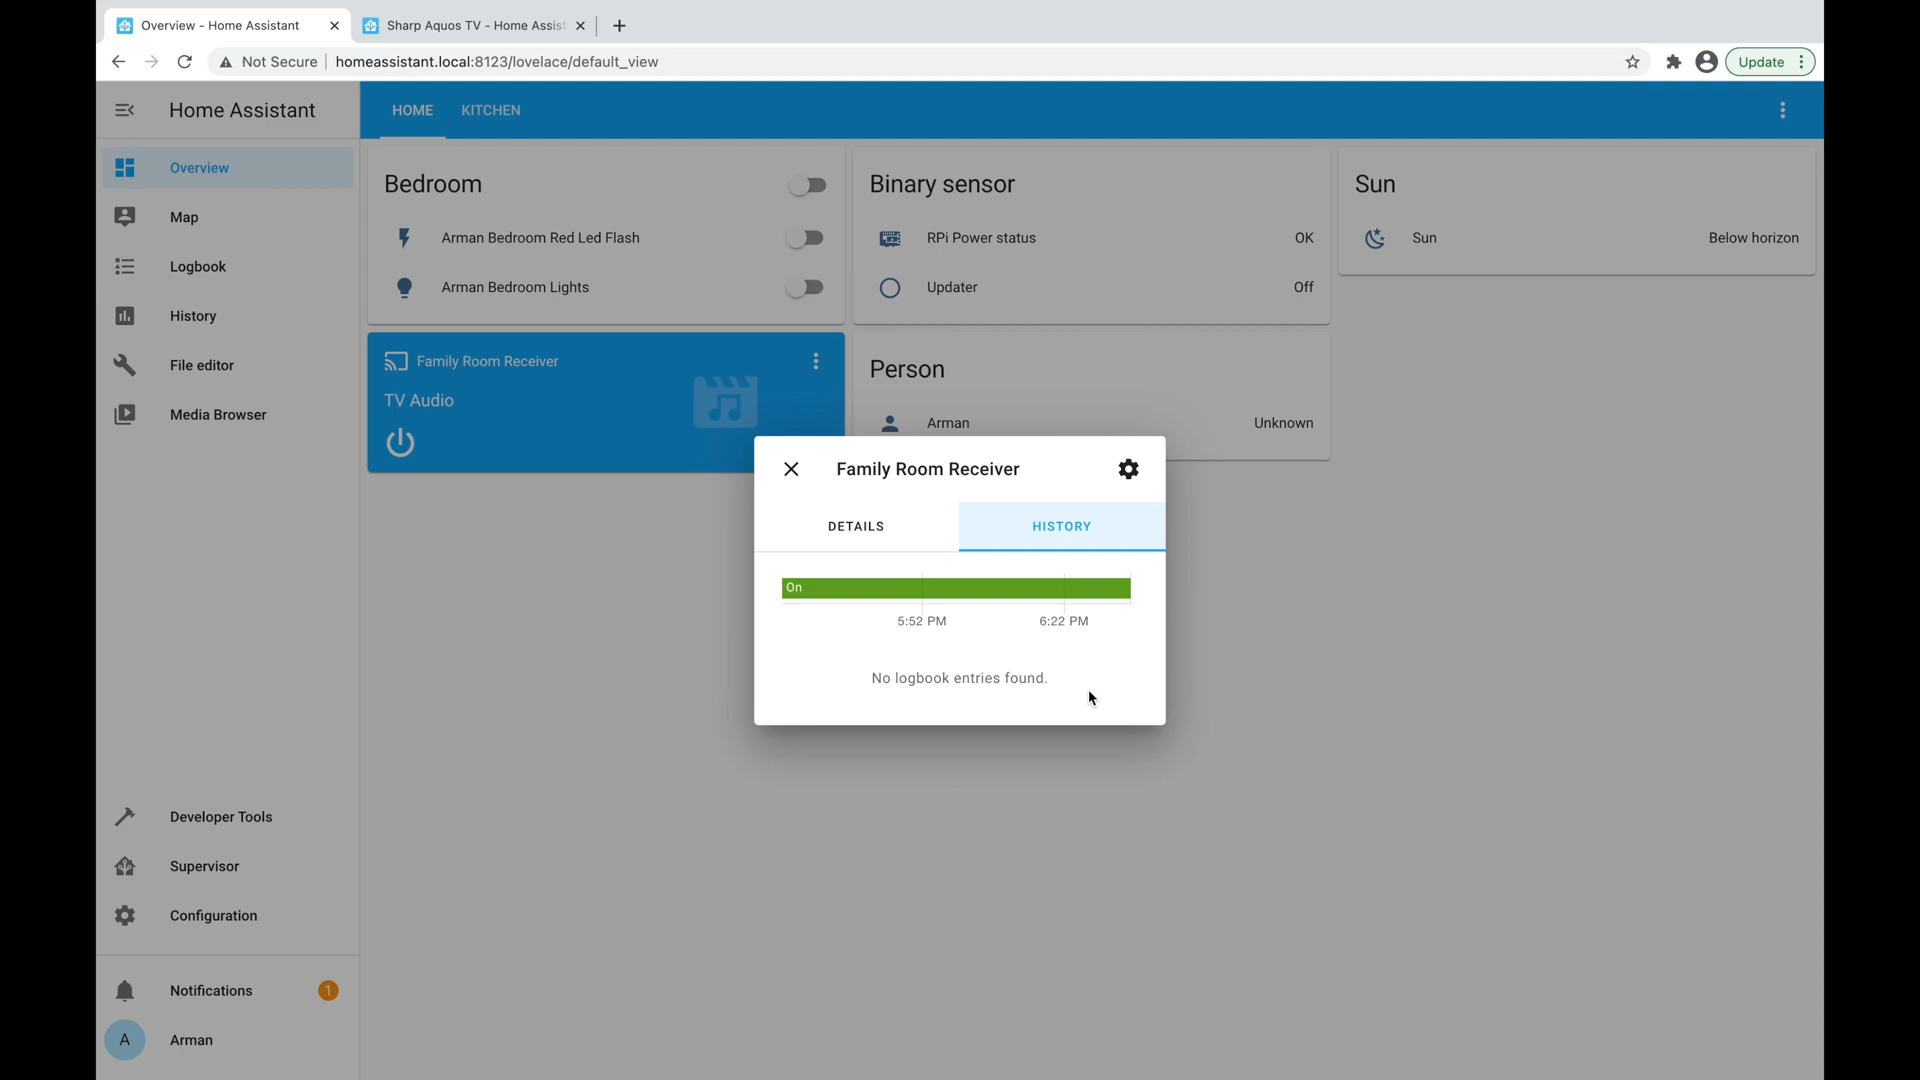 Overview - Home Assistant
Sharp Aquos TV - Home Assist
Not Secure
homeassistant.local:8123/lovelace/default_view
Update
Home Assistant
HOME
KITCHEN
Overview
Map
Logbook
History
File editor
Media Browser
Developer Tools
Supervisor
Configuration
Notifications
1
A
Arman
Bedroom
Arman Bedroom Red Led Flash
Arman Bedroom Lights
Binary sensor
RPi Power status OK
Updater Off
Sun
Sun Below horizon
Family Room Receiver
TV Audio
Person
Arman Unknown
Family Room Receiver
DETAILS
HISTORY
On
5:52 PM
6:22 PM
No logbook entries found.